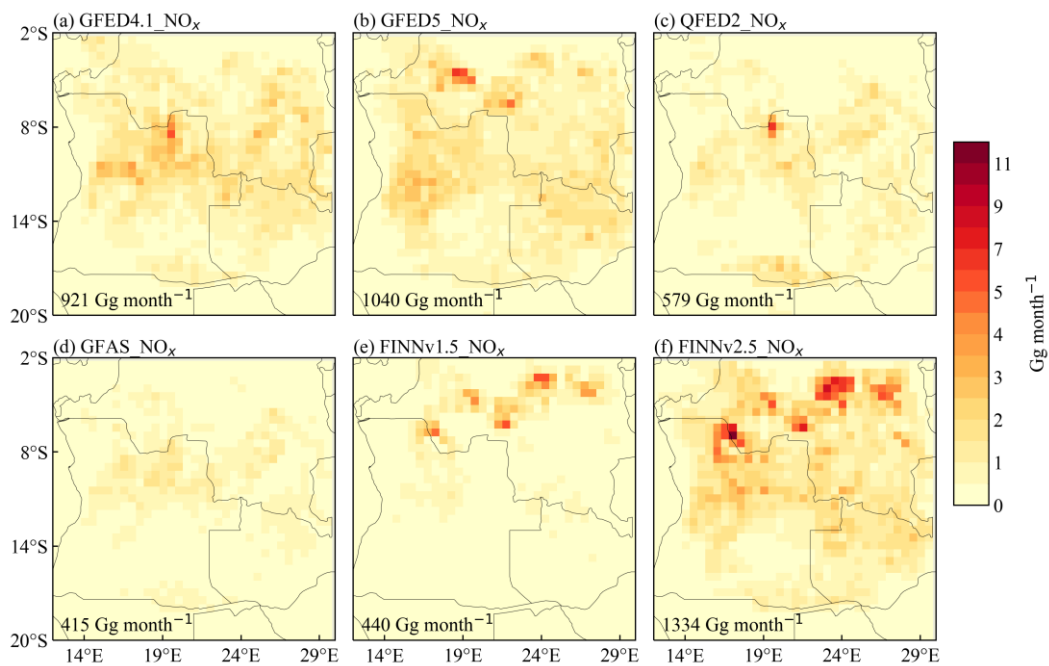 (a) GFED4.1_NOₓ
(b) GFED5_NOₓ
(c) QFED2_NOₓ
2°S
8°S
14°S
20°S
921 Gg month⁻¹
1040 Gg month⁻¹
579 Gg month⁻¹
(d) GFAS_NOₓ
(e) FINNv1.5_NOₓ
(f) FINNv2.5_NOₓ
2°S
8°S
14°S
20°S
415 Gg month⁻¹
440 Gg month⁻¹
1334 Gg month⁻¹
14°E 19°E 24°E 29°E
14°E 19°E 24°E 29°E
14°E 19°E 24°E 29°E
11
9
7
5
4
3
2
1
0
Gg month⁻¹